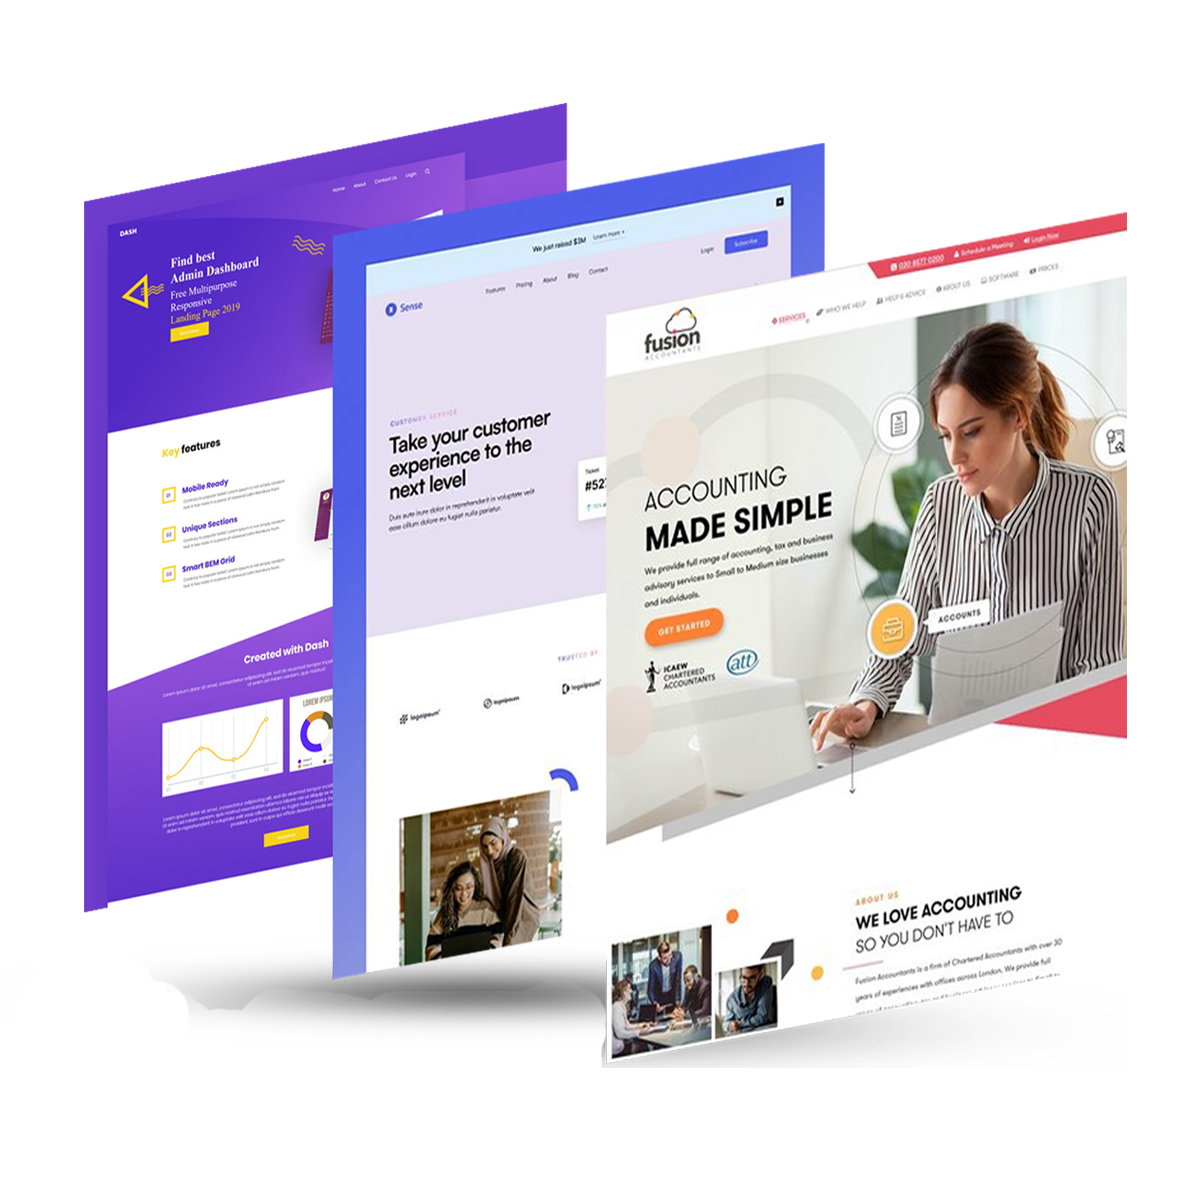 Home About Contact Us Login
DASH
Find best
Admin Dashboard
Free Multipurpose
Responsive
Landing Page 2019
Key features
01
Mobile Ready
02
Unique Sections
03
Smart BEM Grid
Created with Dash
We just raised $3M Learn more
Login Subscribe
Features Pricing About Blog Contact
Sense
CUSTOMER SERVICE
Take your customer
experience to the
next level
Duis aute irure dolor in reprehenderit in voluptate velit
esse cillum dolore eu fugiat nulla pariatur.
Ticket
#52
TRUSTED BY
logoipsum
logoipsum
logoipsum
020 8577 0200 Schedule a Meeting Login Now
SERVICES WHO WE HELP HELP & ADVICE ABOUT US SOFTWARE PRICES
fusion
ACCOUNTANTS
ACCOUNTING
MADE SIMPLE
We provide full range of accounting, tax and business
advisory services to Small to Medium size businesses
and individuals.
GET STARTED
ICAEW
CHARTERED
ACCOUNTANTS
att
ACCOUNTS
ABOUT US
WE LOVE ACCOUNTING
SO YOU DON'T HAVE TO
Fusion Accountants is a firm of Chartered Accountants with over 30
years of experiences with offices across London. We provide full